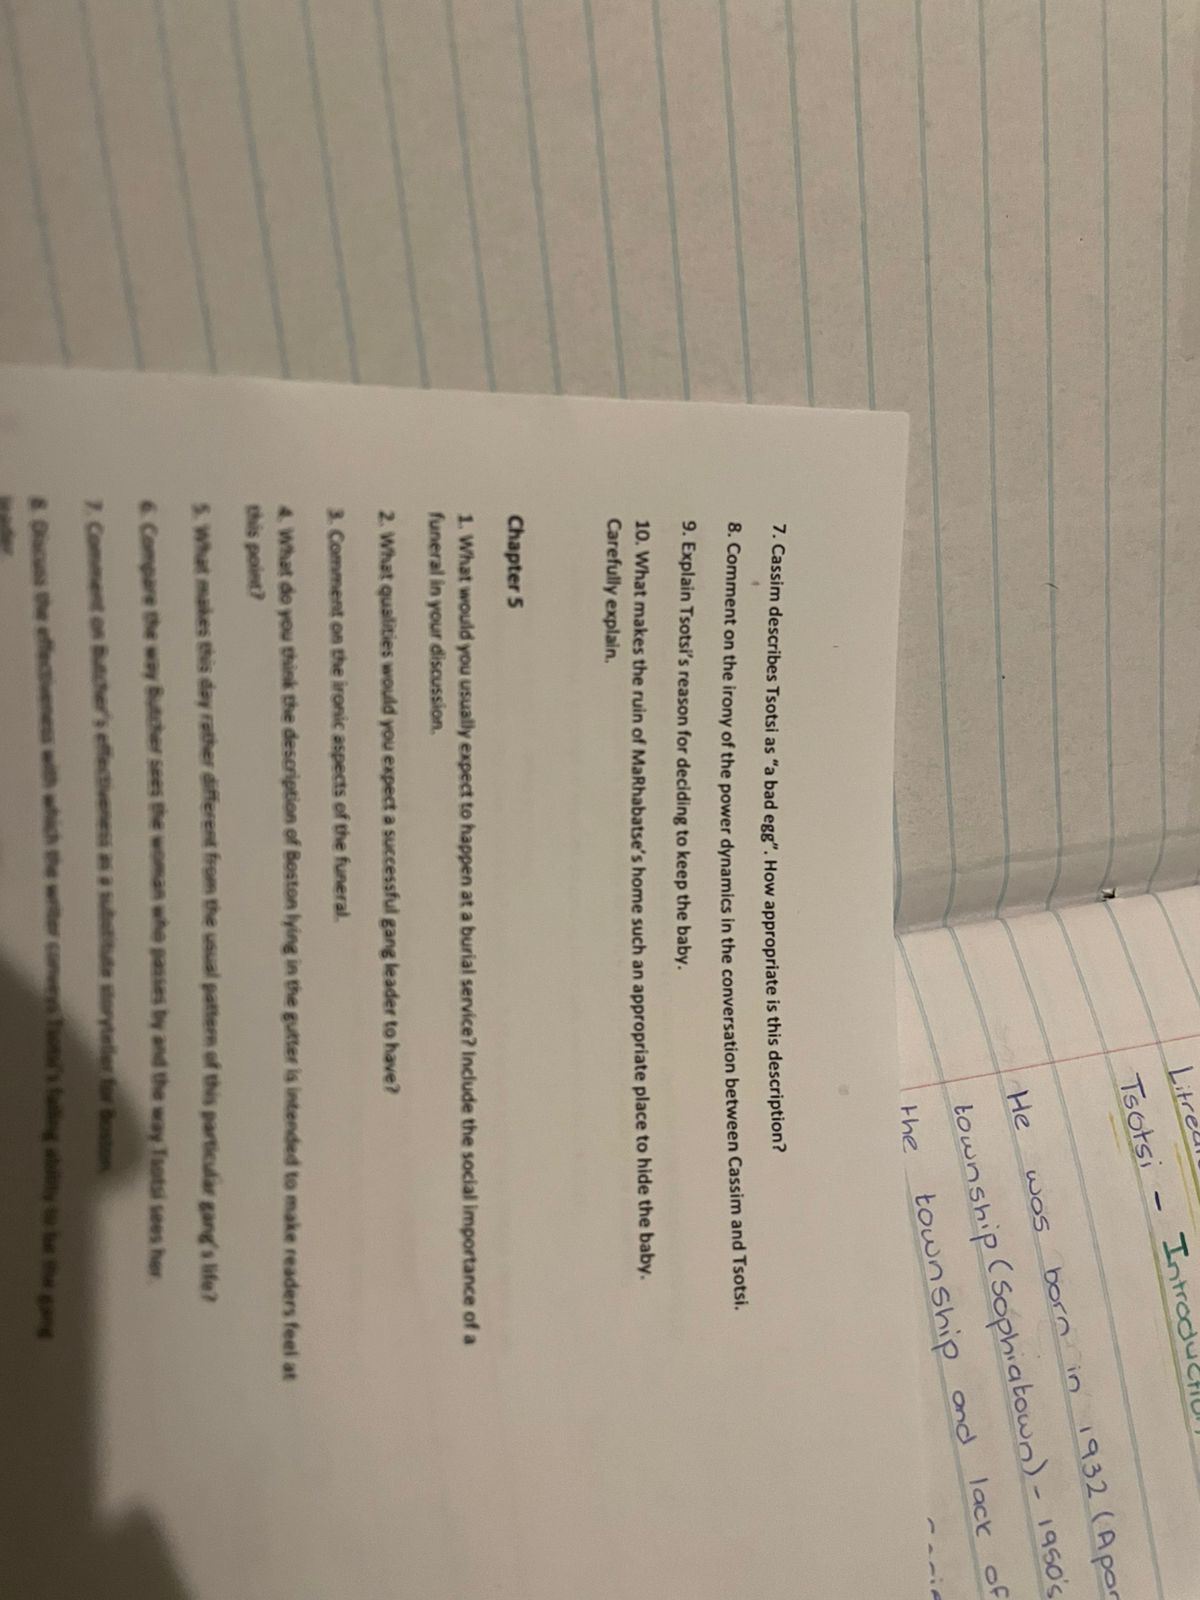 7. Cassim describes Tsotsi as "a bad egg". How appropriate is this description?
8. Comment on the irony of the power dynamics in the conversation between Cassim and Tsotsi.
9. Explain Tsotsi's reason for deciding to keep the baby.
10. What makes the ruin of MaRhabatse's home such an appropriate place to hide the baby.
Carefully explain.
Chapter 5
1. What would you usually expect to happen at a burial service? Include the social importance of a
funeral in your discussion.
2. What qualities would you expect a successful gang leader to have?
3. Comment on the ironic aspects of the funeral.
4. What do you think the description of Boston lying in the gutter is intended to make readers feel at
this point?
5. What makes this day rather different from the usual pattern of this particular gang's life?
6. Compare the way Butcher sees the woman who passes by and the way Tsotsi sees her.
7. Comment on Butcher's effectiveness as a substitute storyteller for Boston.
8. Discuss the effectiveness with which the writer conveys Tsotsi's failing ability to be the gang
leader.
Tsotsi - Introduction
He was born in 1932 (Apar
township (Sophiatown) - 1950's
the township and lack of